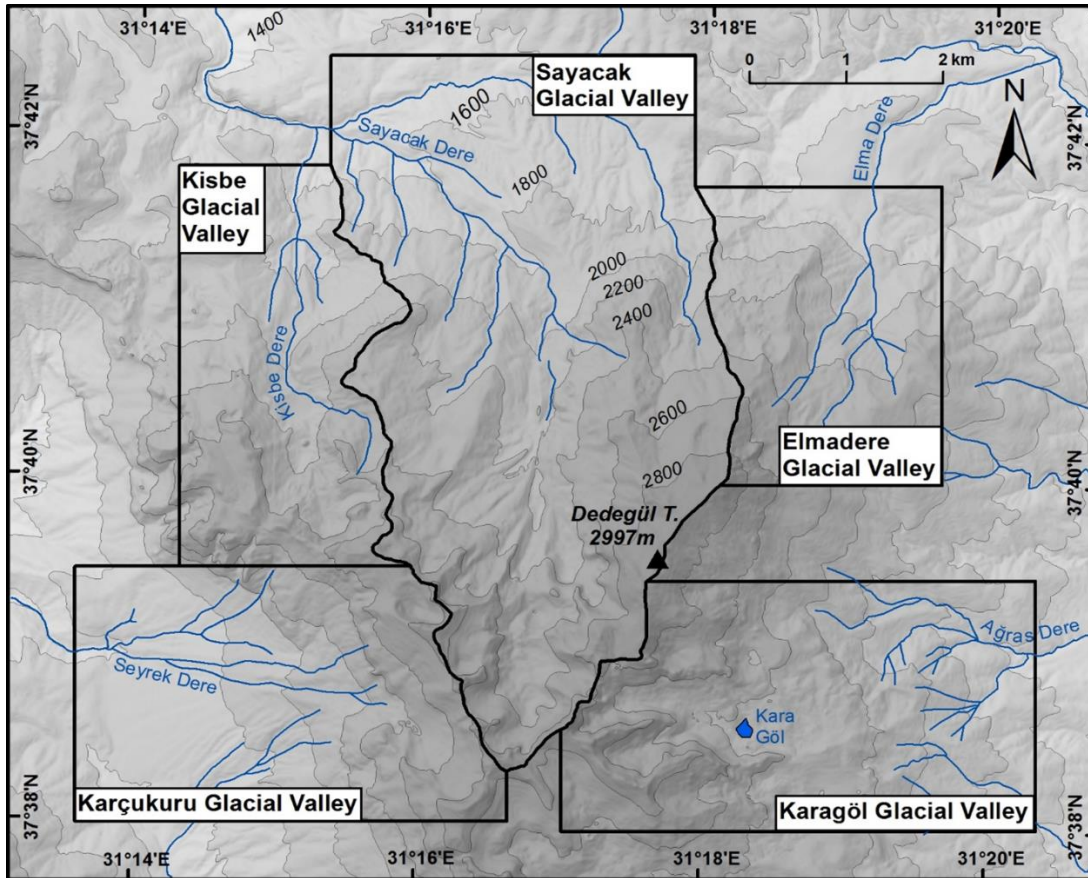 31°14'E
31°16'E
31°18'E
31°20'E
1400
Sayacak
Glacial Valley
0 1 2 km
N
37°42'N
37°42'N
1600
Sayacak Dere
Elma Dere
1800
Kisbe
Glacial
Valley
2000
2200
2400
Kisbe Dere
2600
Elmadere
Glacial Valley
2800
37°40'N
37°40'N
Dedegül T.
2997m
Ağras Dere
Seyrek Dere
Kara
Göl
Karçukuru Glacial Valley
Karagöl Glacial Valley
37°38'N
37°38'N
31°14'E
31°16'E
31°18'E
31°20'E